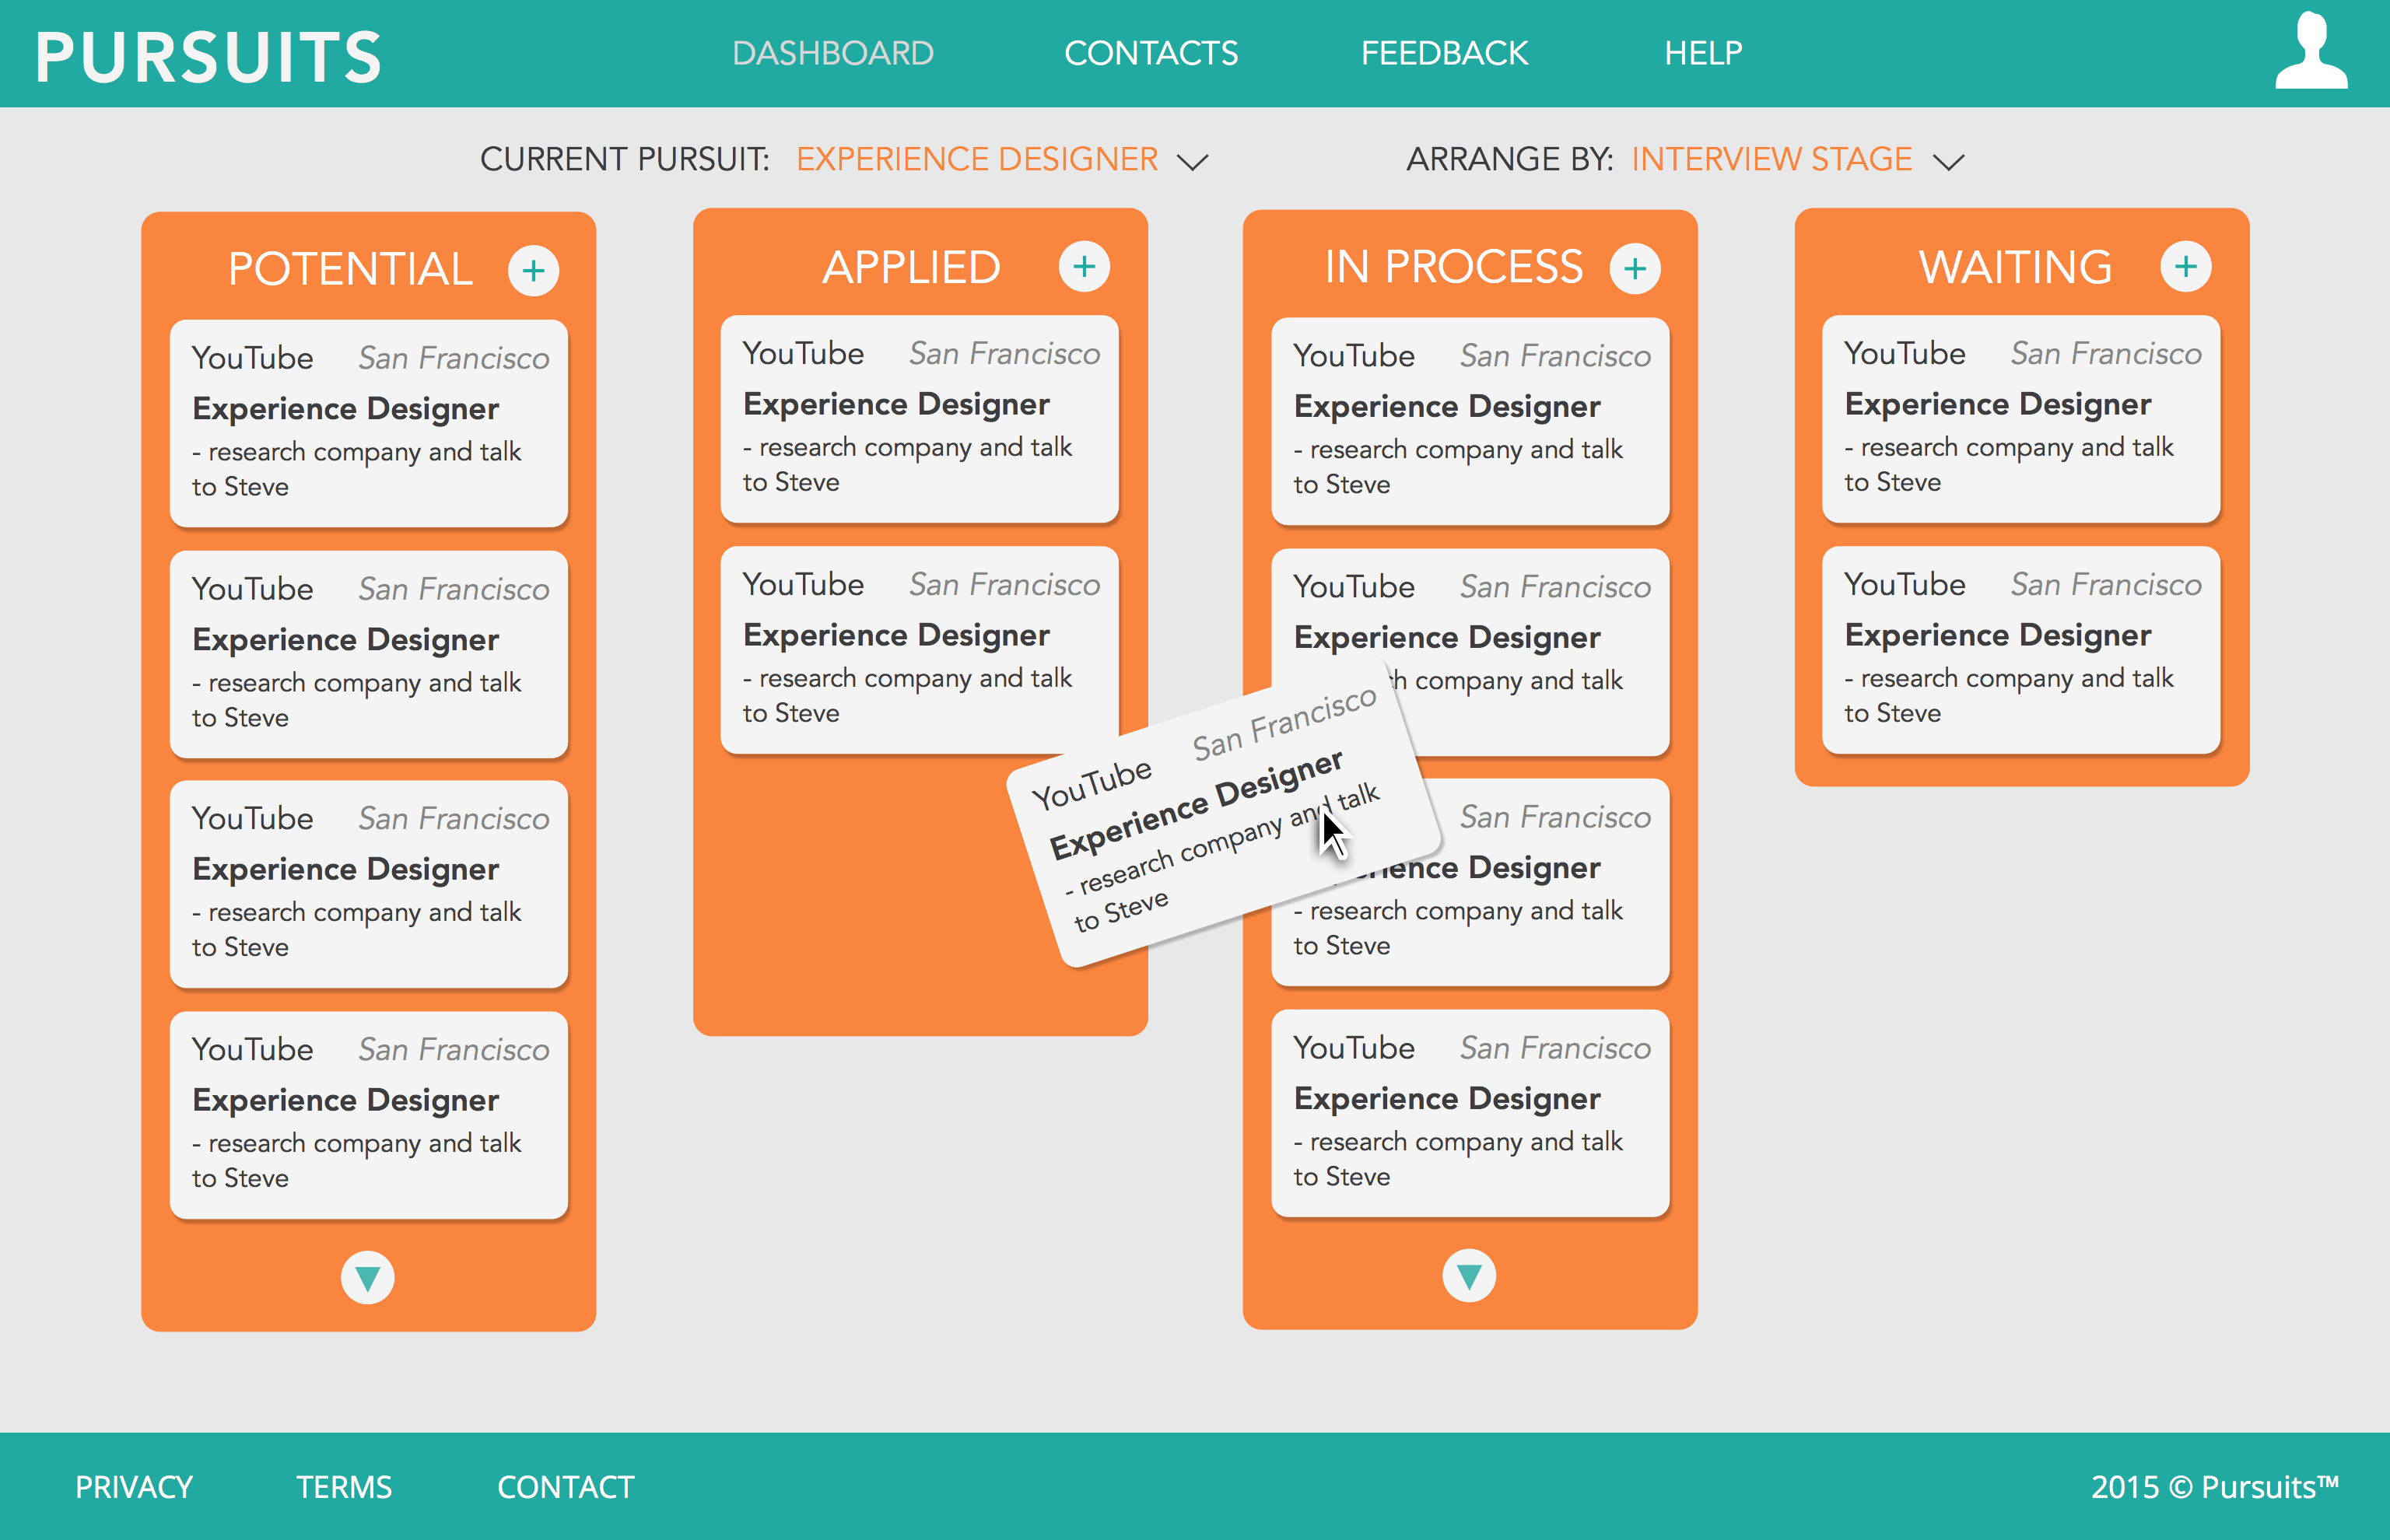 PURSUITS
DASHBOARD
CONTACTS
FEEDBACK
HELP
CURRENT PURSUIT: EXPERIENCE DESIGNER
ARRANGE BY: INTERVIEW STAGE
POTENTIAL +
YouTube San Francisco
Experience Designer
- research company and talk
to Steve
YouTube San Francisco
Experience Designer
- research company and talk
to Steve
YouTube San Francisco
Experience Designer
- research company and talk
to Steve
YouTube San Francisco
Experience Designer
- research company and talk
to Steve
APPLIED +
YouTube San Francisco
Experience Designer
- research company and talk
to Steve
YouTube San Francisco
Experience Designer
- research company and talk
to Steve
YouTube San Francisco
Experience Designer
- research company and talk
to Steve
IN PROCESS +
YouTube San Francisco
Experience Designer
- research company and talk
to Steve
YouTube San Francisco
Experience Designer
company and talk
San Francisco
Designer
- research company and talk
to Steve
YouTube San Francisco
Experience Designer
- research company and talk
to Steve
WAITING +
YouTube San Francisco
Experience Designer
- research company and talk
to Steve
YouTube San Francisco
Experience Designer
- research company and talk
to Steve
PRIVACY
TERMS
CONTACT
2015 © Pursuits™